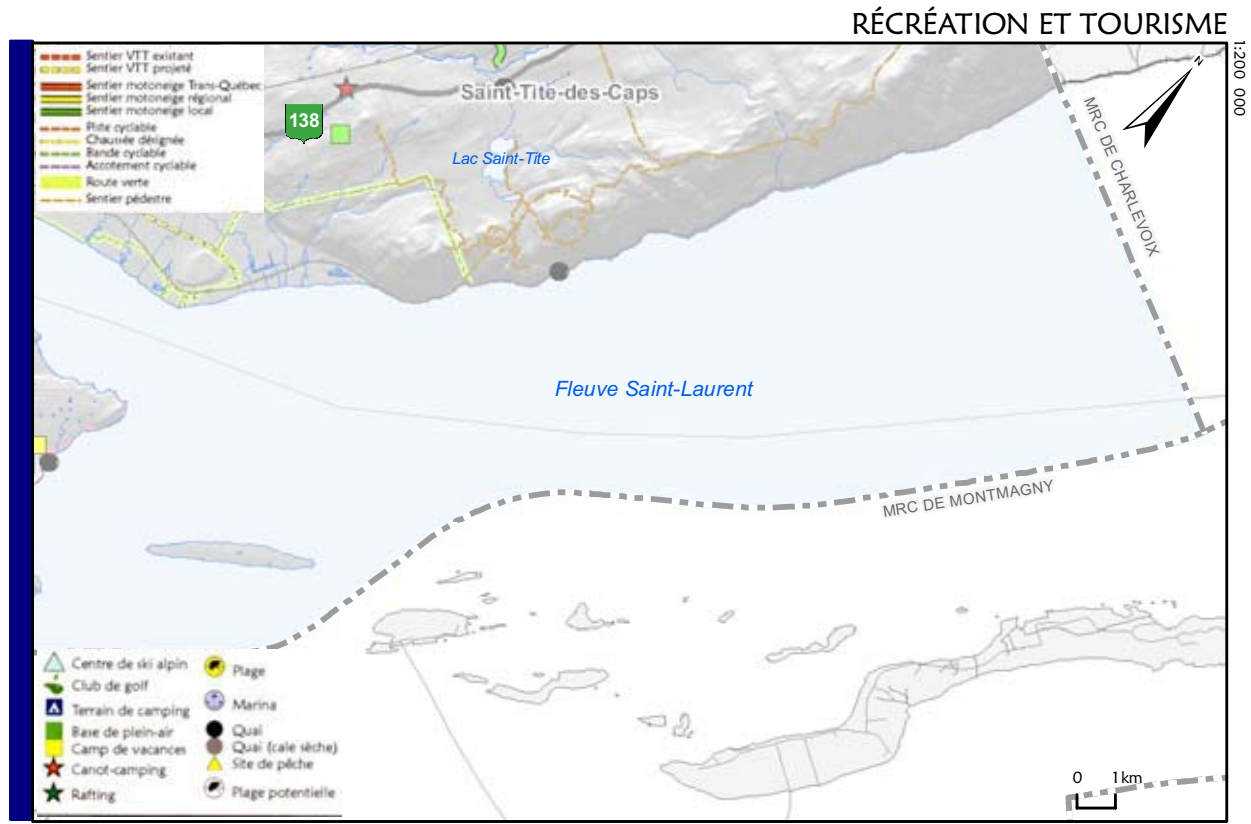 RÉCRÉATION ET TOURISME
1:200 000
Sentier VTT existant
Sentier VTT projeté
Sentier motoneige Trans-Québec
Sentier motoneige régional
Sentier motoneige local
Piste cyclable
Chaussée désignée
Bande cyclable
Accotement cyclable
Route verte
Sentier pédestre
138
Saint-Tite-des-Caps
Lac Saint-Tite
N
MRC DE CHARLEVOIX
Fleuve Saint-Laurent
MRC DE MONTMAGNY
Centre de ski alpin
Club de golf
Terrain de camping
Base de plein-air
Camp de vacances
Canot-camping
Rafting
Plage
Marina
Quai
Quai (cale sèche)
Site de pêche
Plage potentielle
0 1km